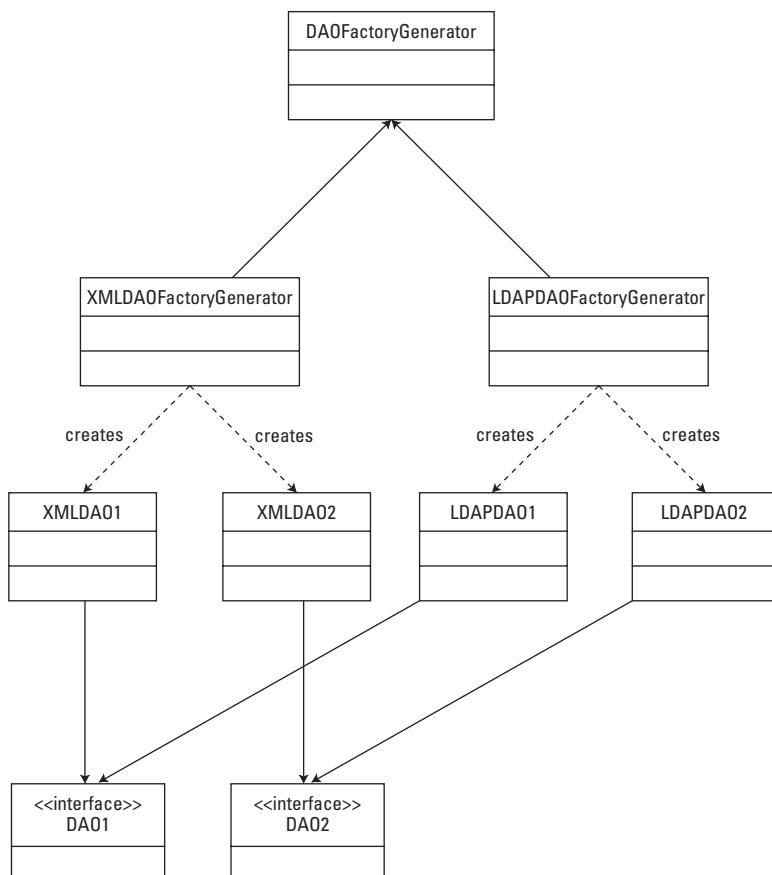 DAOFactoryGenerator
XMLDAOFactoryGenerator
LDAPDAOFactoryGenerator
creates
creates
creates
creates
XMLDAO1
XMLDAO2
LDAPDAO1
LDAPDAO2
<<interface>>
DAO1
<<interface>>
DAO2